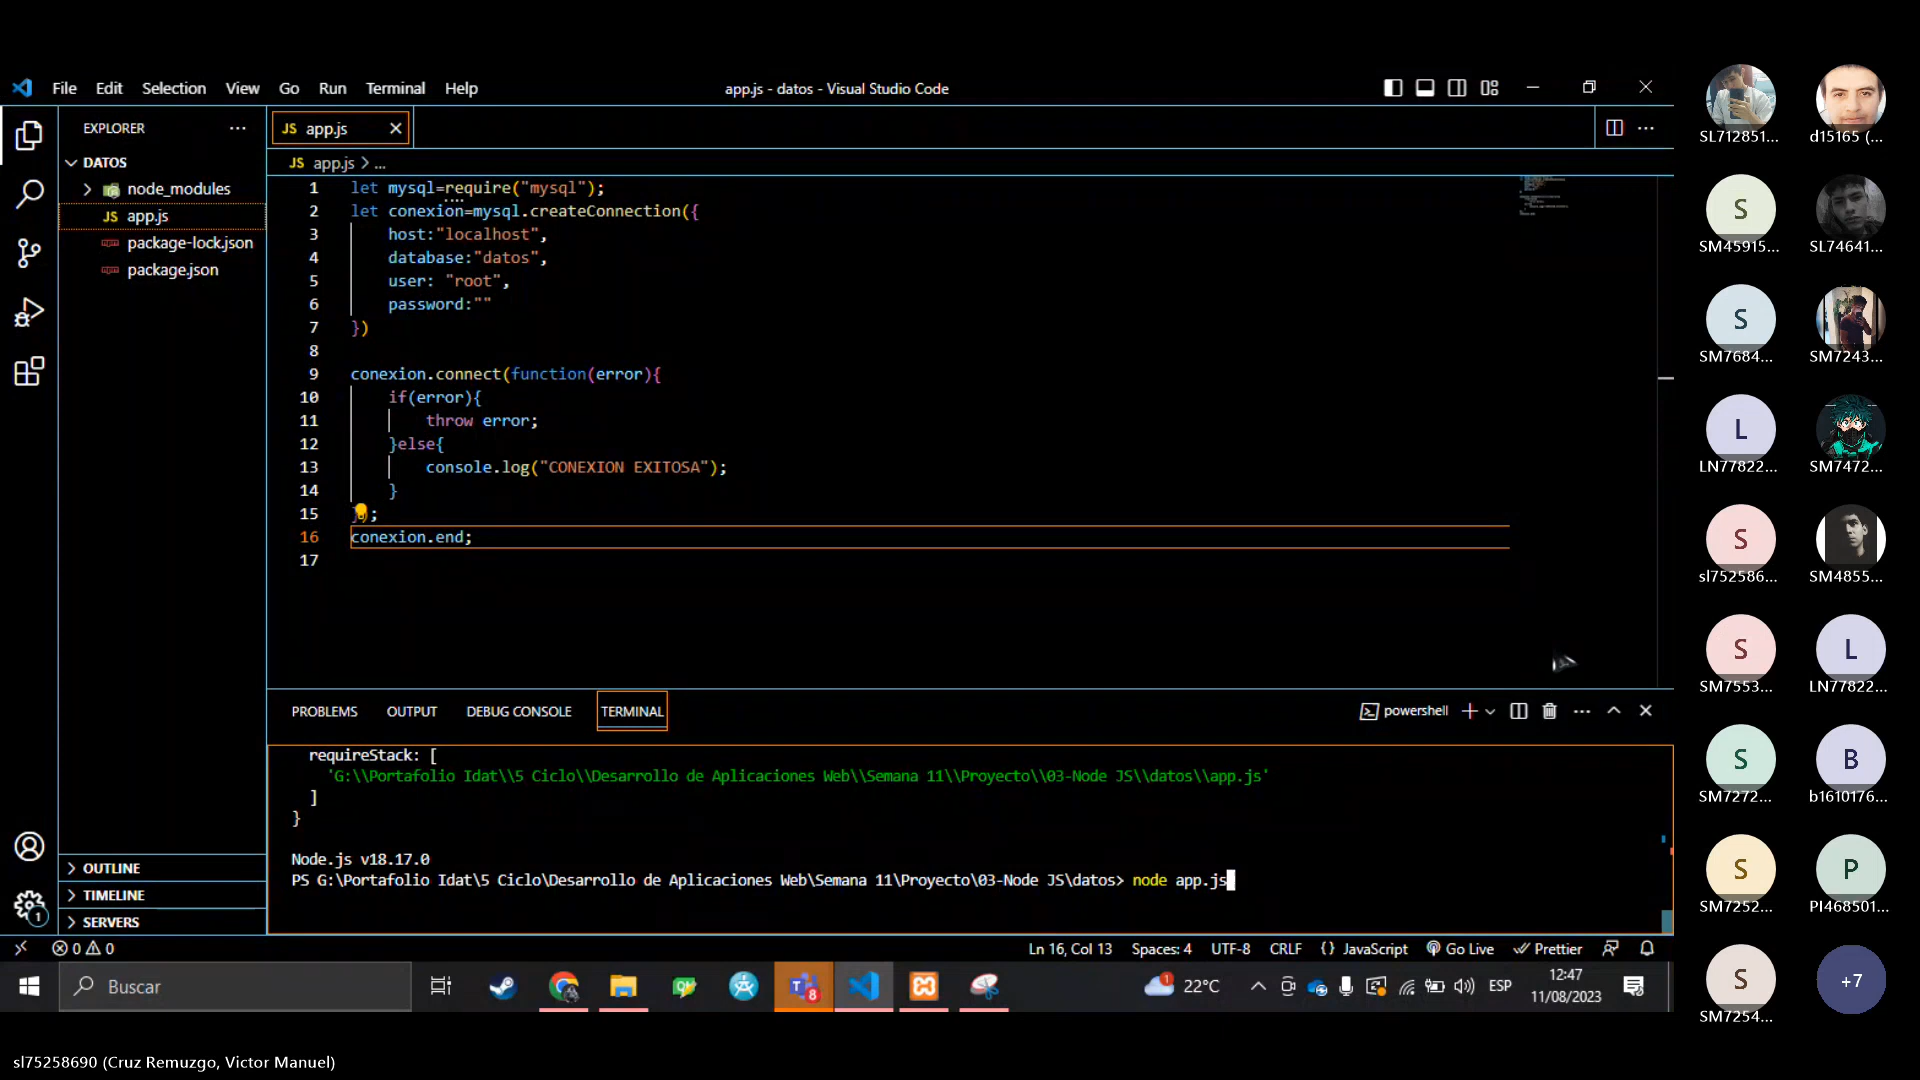 File Edit Selection View Go Run Terminal Help
app.js - datos - Visual Studio Code
EXPLORER ...
DATOS
node_modules
JS app.js
package-lock.json
package.json
OUTLINE
TIMELINE
SERVERS
JS app.js
JS app.js > ...
1 let mysql=require("mysql");
2 let conexion=mysql.createConnection({
3 host:"localhost",
4 database:"datos",
5 user: "root",
6 password:""
7 })
8
9 conexion.connect(function(error){
10 if(error){
11 throw error;
12 }else{
13 console.log("CONEXION EXITOSA");
14 }
15 });
16 conexion.end;
17
PROBLEMS OUTPUT DEBUG CONSOLE TERMINAL
powershell
requireStack: [
'G:\\Portafolio Idat\\5 Ciclo\\Desarrollo de Aplicaciones Web\\Semana 11\\Proyecto\\03-Node JS\\datos\\app.js'
]
}
Node.js v18.17.0
PS G:\Portafolio Idat\5 Ciclo\Desarrollo de Aplicaciones Web\Semana 11\Proyecto\03-Node JS\datos> node app.js
1
0 0
Ln 16, Col 13 Spaces: 4 UTF-8 CRLF {} JavaScript Go Live Prettier
Buscar
8
1
22°C
ESP
12:47
11/08/2023
SL712851...
d15165 (...
S
SM45915...
SL74641...
S
SM7684...
SM7243...
L
LN77822...
SM7472...
S
sl752586...
SM4855...
S
SM7553...
L
LN77822...
S
SM7272...
B
b1610176...
S
SM7252...
P
PI468501...
S
SM7254...
+7
sl75258690 (Cruz Remuzgo, Victor Manuel)